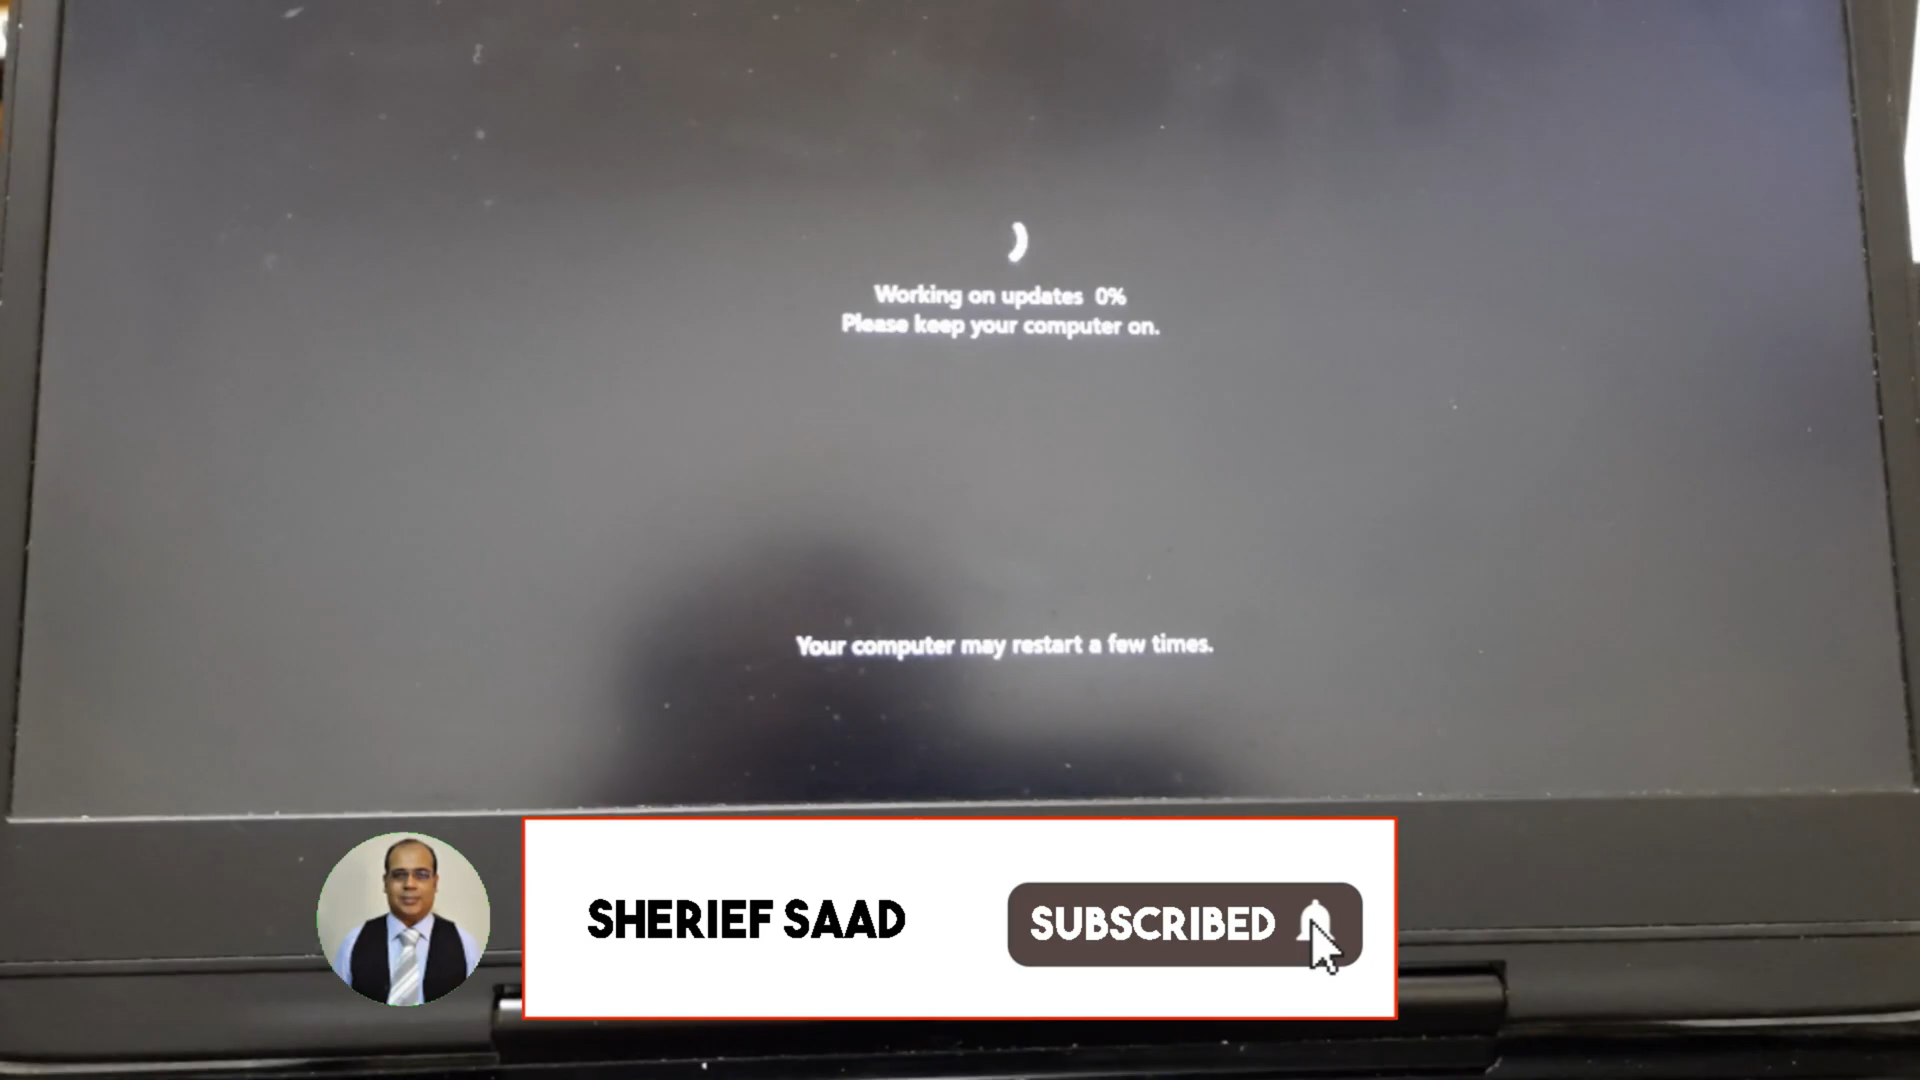 Working on updates 0%
Please keep your computer on.
Your computer may restart a few times.
SHERIEF SAAD
SUBSCRIBED